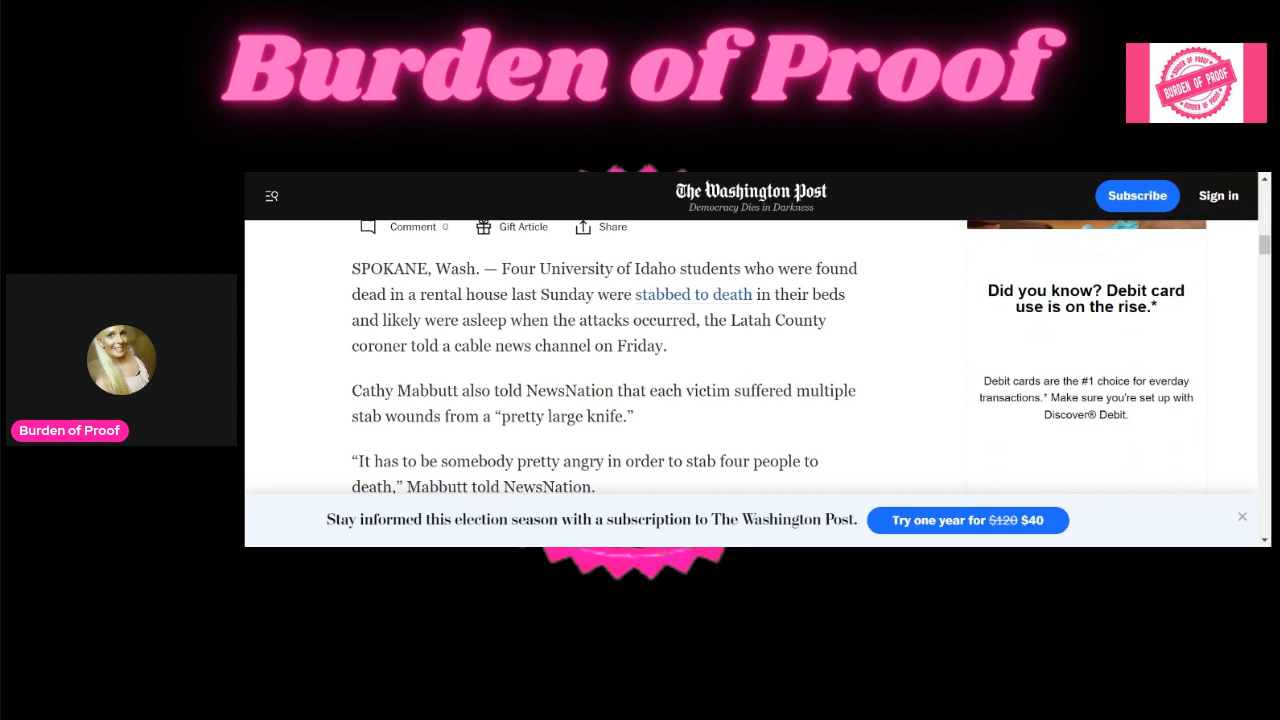 Burden of Proof
BURDEN OF PROOF
BURDEN OF PROOF
BURDEN OF PROOF
The Washington Post
Democracy Dies in Darkness
Subscribe
Sign in
Comment 0
Gift Article
Share
SPOKANE, Wash. — Four University of Idaho students who were found
dead in a rental house last Sunday were stabbed to death in their beds
and likely were asleep when the attacks occurred, the Latah County
coroner told a cable news channel on Friday.
Cathy Mabbutt also told NewsNation that each victim suffered multiple
stab wounds from a “pretty large knife.”
“It has to be somebody pretty angry in order to stab four people to
death,” Mabbutt told NewsNation.
Did you know? Debit card
use is on the rise.*
Debit cards are the #1 choice for everday
transactions.* Make sure you're set up with
Discover® Debit.
Burden of Proof
Stay informed this election season with a subscription to The Washington Post.
Try one year for $120 $40